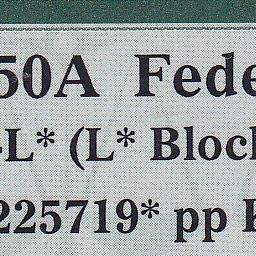 50A Fede
-L* (L* Block
225719* pp